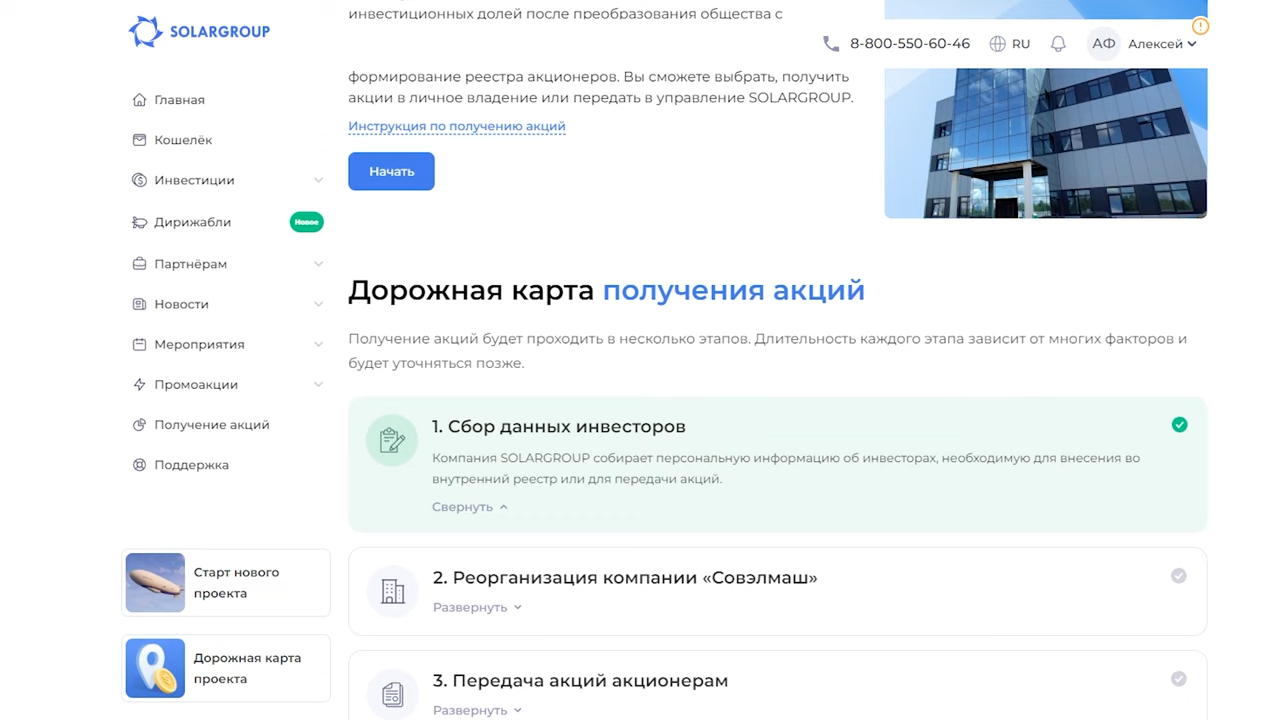 SOLARGROUP
инвестиционных долей после преобразования общества с
8-800-550-60-46
RU
АФ
Алексей
формирование реестра акционеров. Вы сможете выбрать, получить
акции в личное владение или передать в управление SOLARGROUP.
Инструкция по получению акций
Начать
Главная
Кошелёк
Инвестиции
Дирижабли
Новое
Партнёрам
Новости
Мероприятия
Промоакции
Получение акций
Поддержка
Старт нового
проекта
Дорожная карта
проекта
Дорожная карта получения акций
Получение акций будет проходить в несколько этапов. Длительность каждого этапа зависит от многих факторов и
будет уточняться позже.
1. Сбор данных инвесторов
Компания SOLARGROUP собирает персональную информацию об инвесторах, необходимую для внесения во
внутренний реестр или для передачи акций.
Свернуть
2. Реорганизация компании «Совэлмаш»
Развернуть
3. Передача акций акционерам
Развернуть